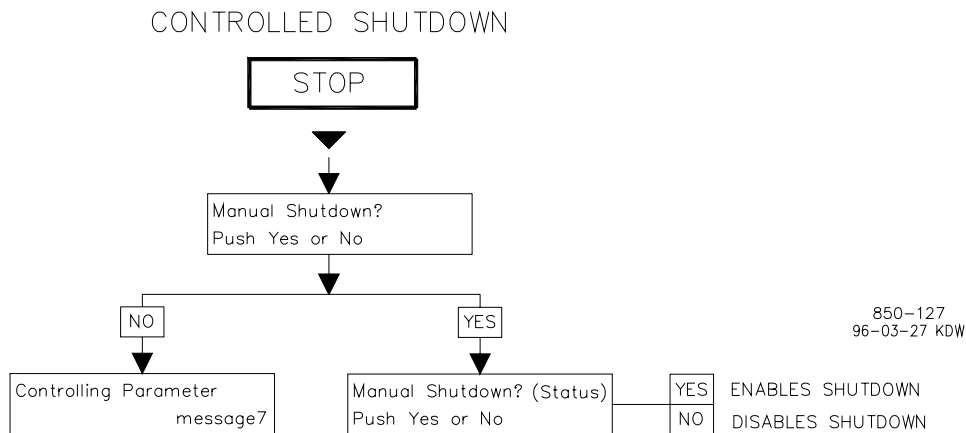 CONTROLLED SHUTDOWN
STOP
Manual Shutdown?
Push Yes or No
NO
YES
850-127
96-03-27 KDW
Controlling Parameter
message7
Manual Shutdown? (Status)
Push Yes or No
YES ENABLES SHUTDOWN
NO DISABLES SHUTDOWN